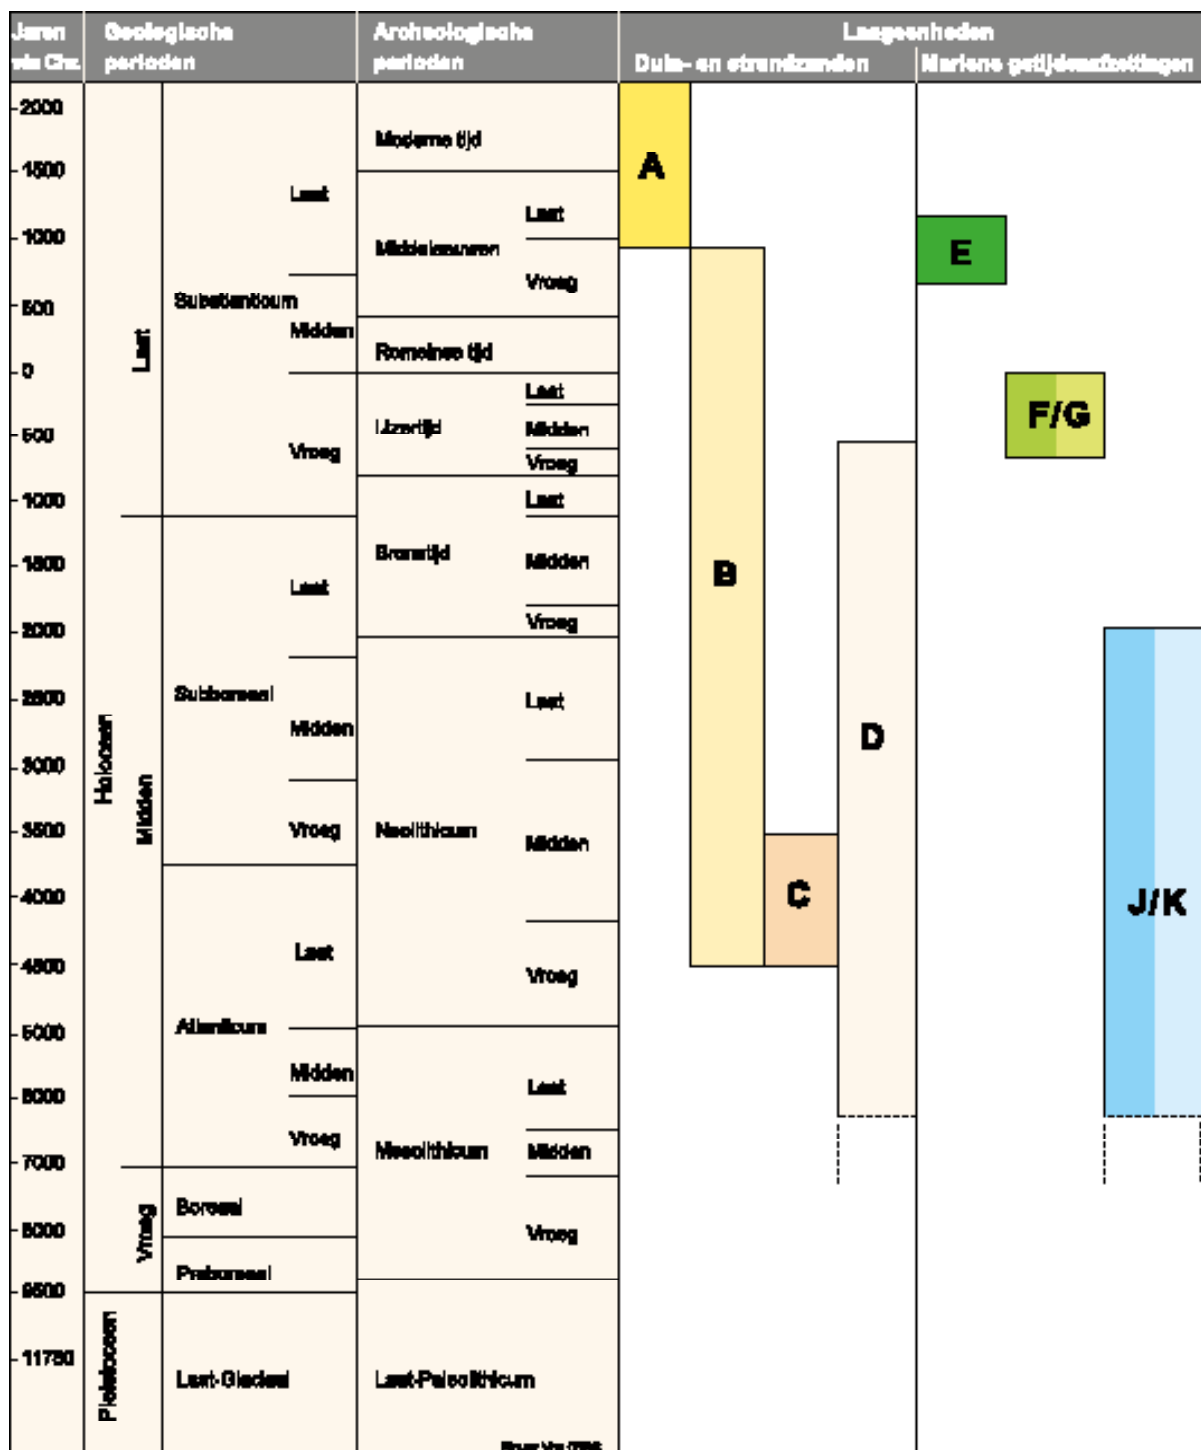 Jaren
v/n Chr.
Geologische
perioden
Archeologische
perioden
Laageenheden
Duin- en strandzanden
Mariene getijdenafzettingen
2000
1500
1000
500
0
500
1000
1500
2000
2500
3000
3500
4000
4500
5000
6000
7000
8000
9500
11750
Holoceen
Pleistoceen
Laat
Midden
Vroeg
Subatlanticum
Laat
Midden
Vroeg
Subboreaal
Laat
Midden
Vroeg
Atlanticum
Laat
Midden
Vroeg
Boreaal
Preboreaal
Laat-Glaciaal
Moderne tijd
Middeleeuwen
Laat
Vroeg
Romeinse tijd
IJzertijd
Laat
Midden
Vroeg
Bronstijd
Laat
Midden
Vroeg
Neolithicum
Laat
Midden
Vroeg
Mesolithicum
Laat
Midden
Vroeg
Laat-Paleolithicum
A
B
C
D
E
F/G
J/K